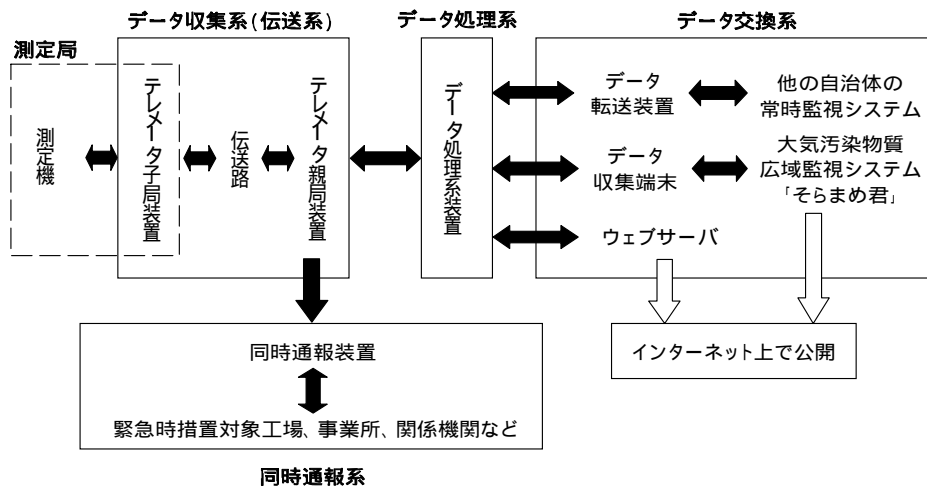 データ収集系(伝送系)
データ処理系
データ交換系
測定局
測定機
テレメータ子局装置
伝送路
テレメータ親局装置
データ処理系装置
データ
転送装置
他の自治体の
常時監視システム
データ
収集端末
大気汚染物質
広域監視システム
「そらまめ君」
ウェブサーバ
同時通報装置
緊急時措置対象工場、事業所、関係機関など
インターネット上で公開
同時通報系